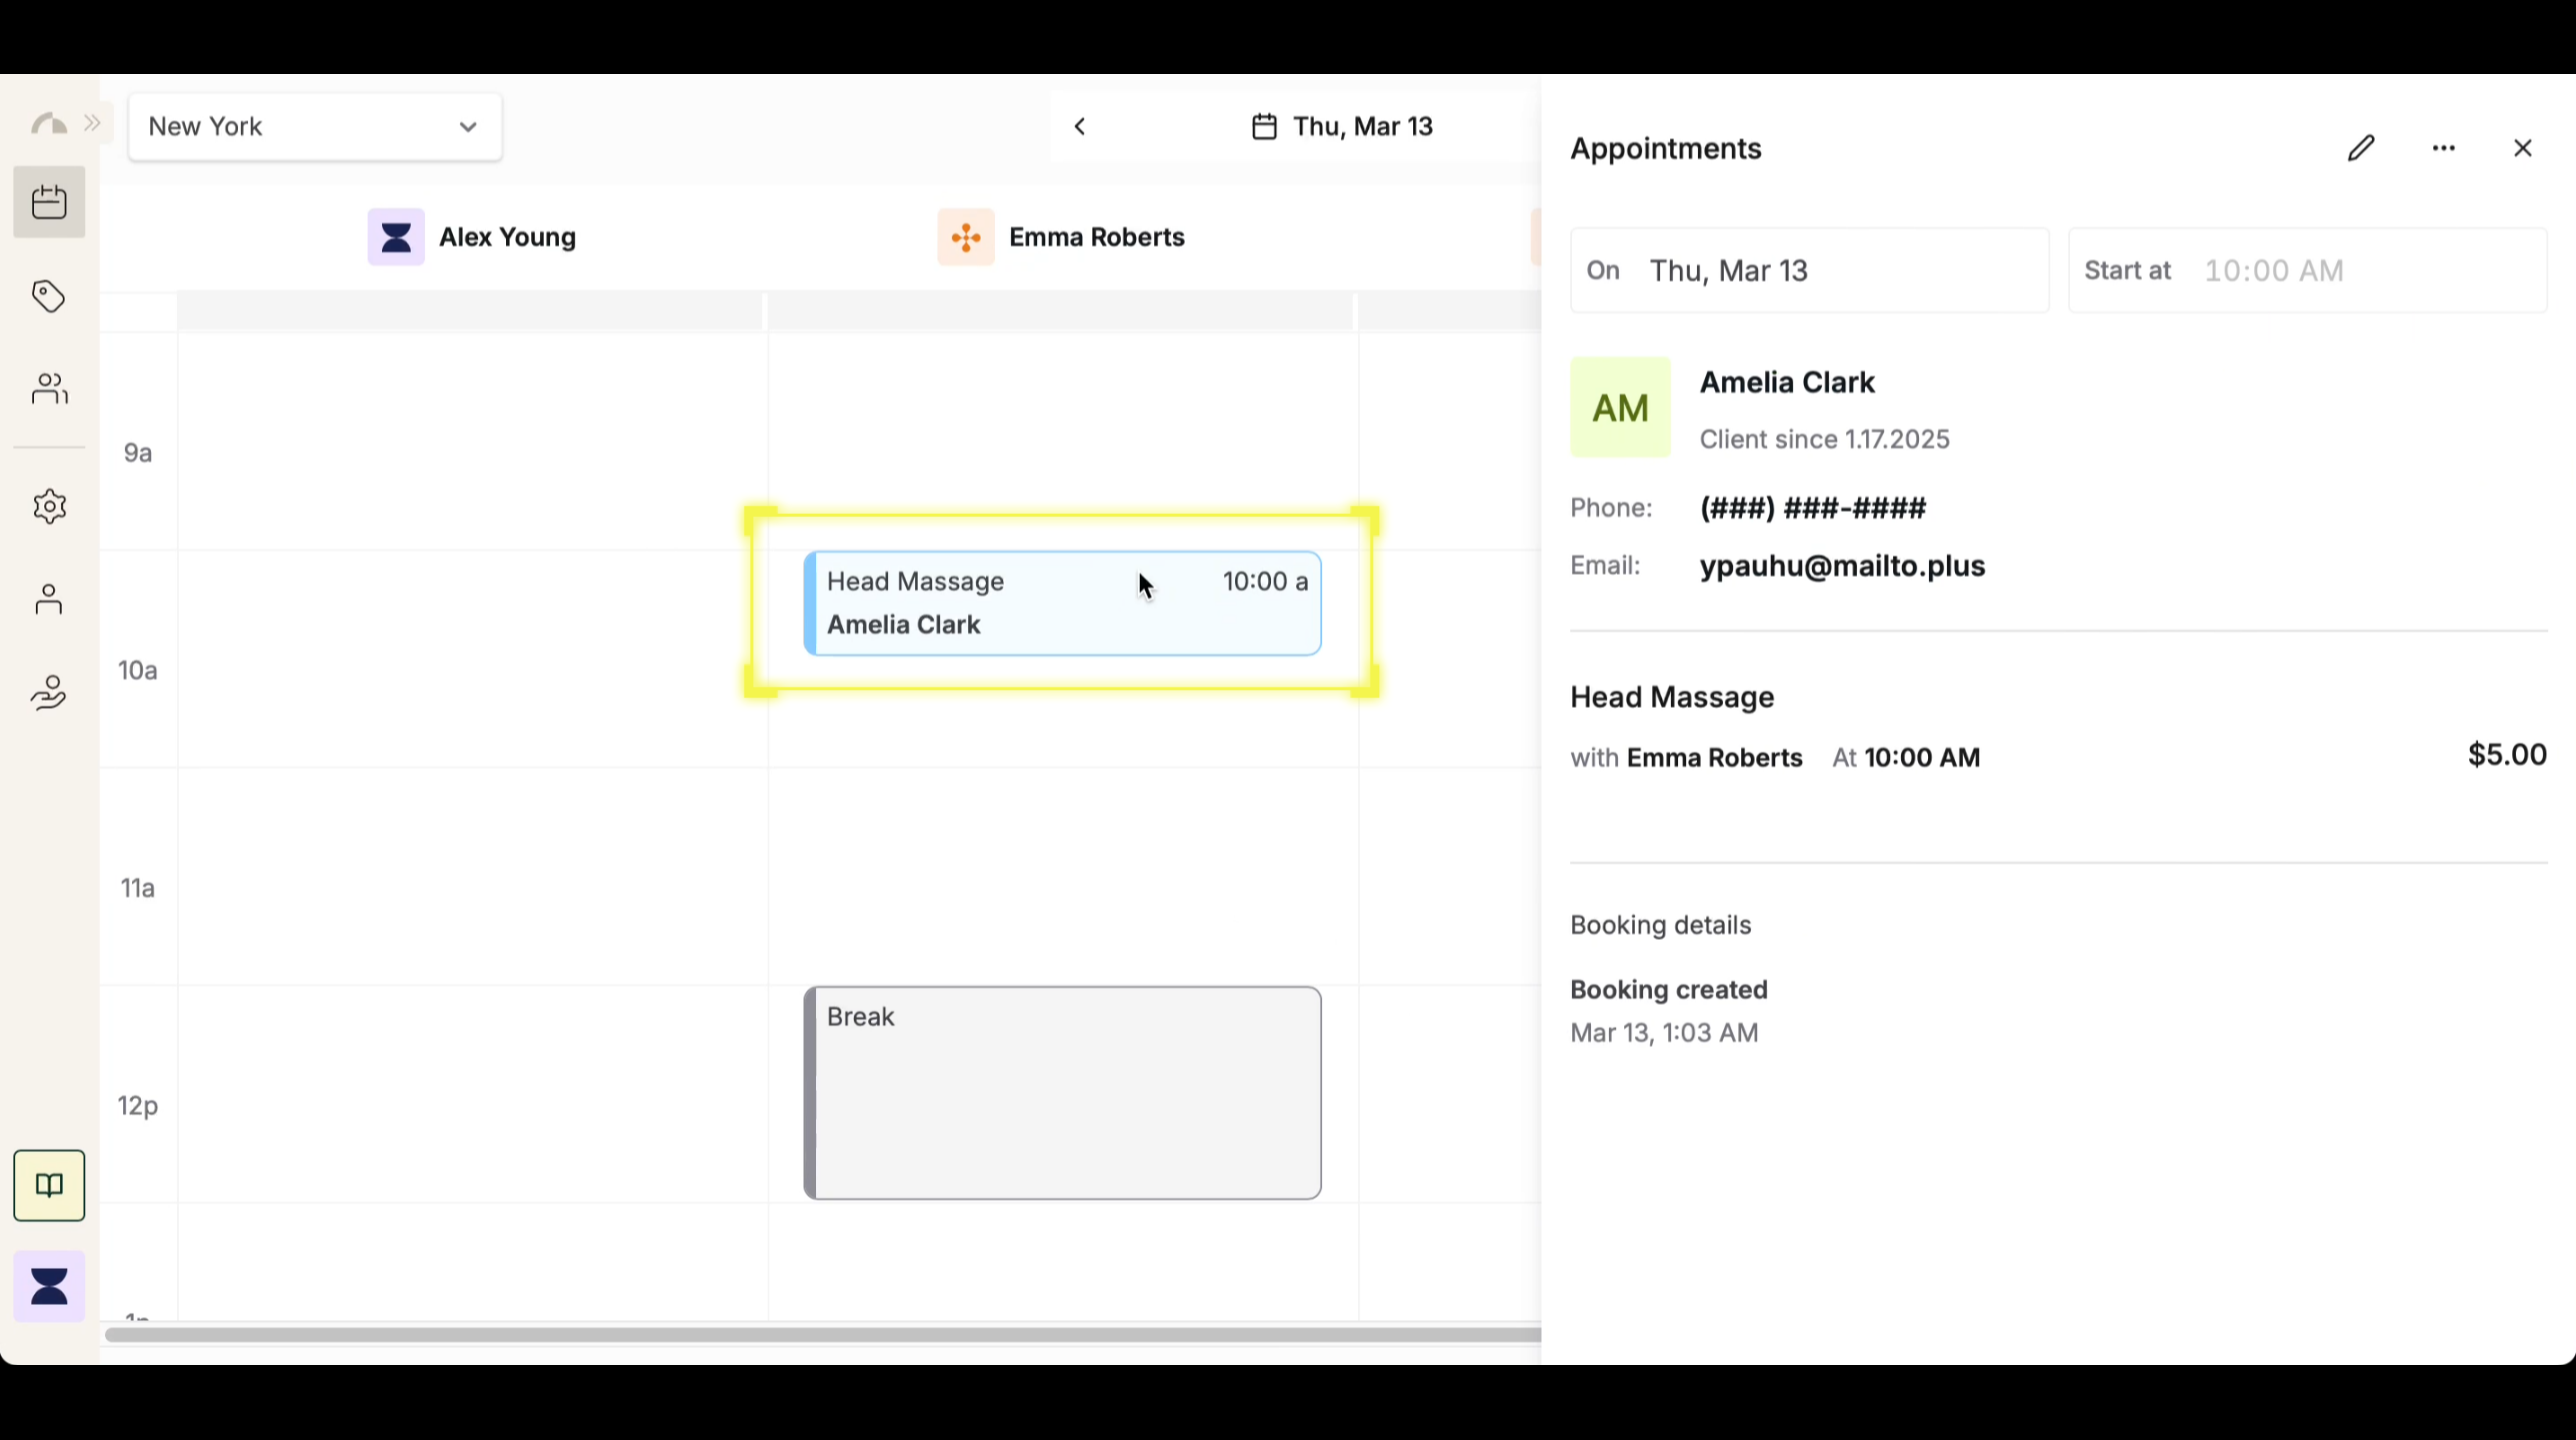 New York
Thu, Mar 13
Alex Young
Emma Roberts
9a
10a
11a
12p
Head Massage 10:00 a
Amelia Clark
Break
Appointments
On Thu, Mar 13
Start at 10:00 AM
AM
Amelia Clark
Client since 1.17.2025
Phone: (###) ###-####
Email: ypauhu@mailto.plus
Head Massage
with Emma Roberts At 10:00 AM $5.00
Booking details
Booking created
Mar 13, 1:03 AM